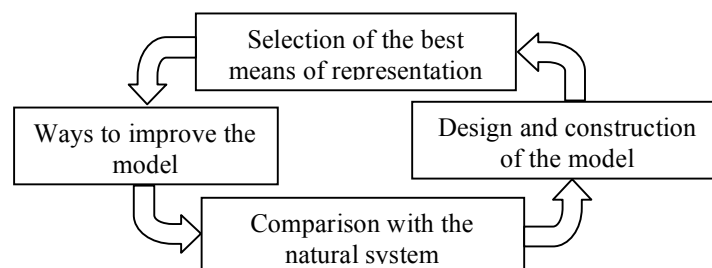 Selection of the best
means of representation
Ways to improve the
model
Design and construction
of the model
Comparison with the
natural system